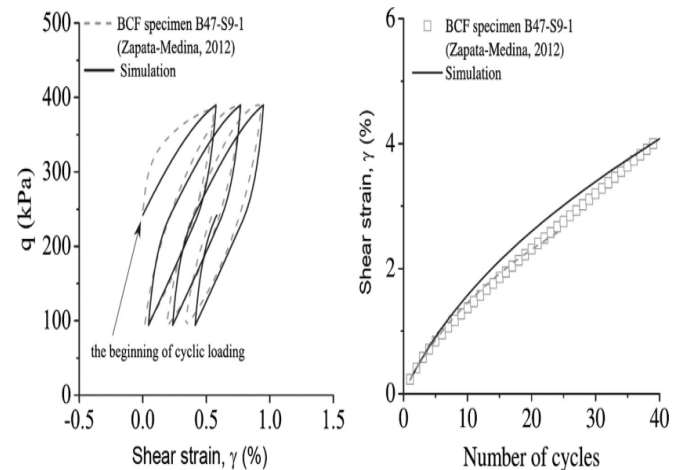 500
400
300
200
100
0
q (kPa)
BCF specimen B47-S9-1
(Zapata-Medina, 2012)
Simulation
the beginning of cyclic loading
-0.5
0.0
0.5
1.0
1.5
Shear strain, γ (%)
6
4
2
0
Shear strain, γ (%)
BCF specimen B47-S9-1
(Zapata-Medina, 2012)
Simulation
0
10
20
30
40
Number of cycles